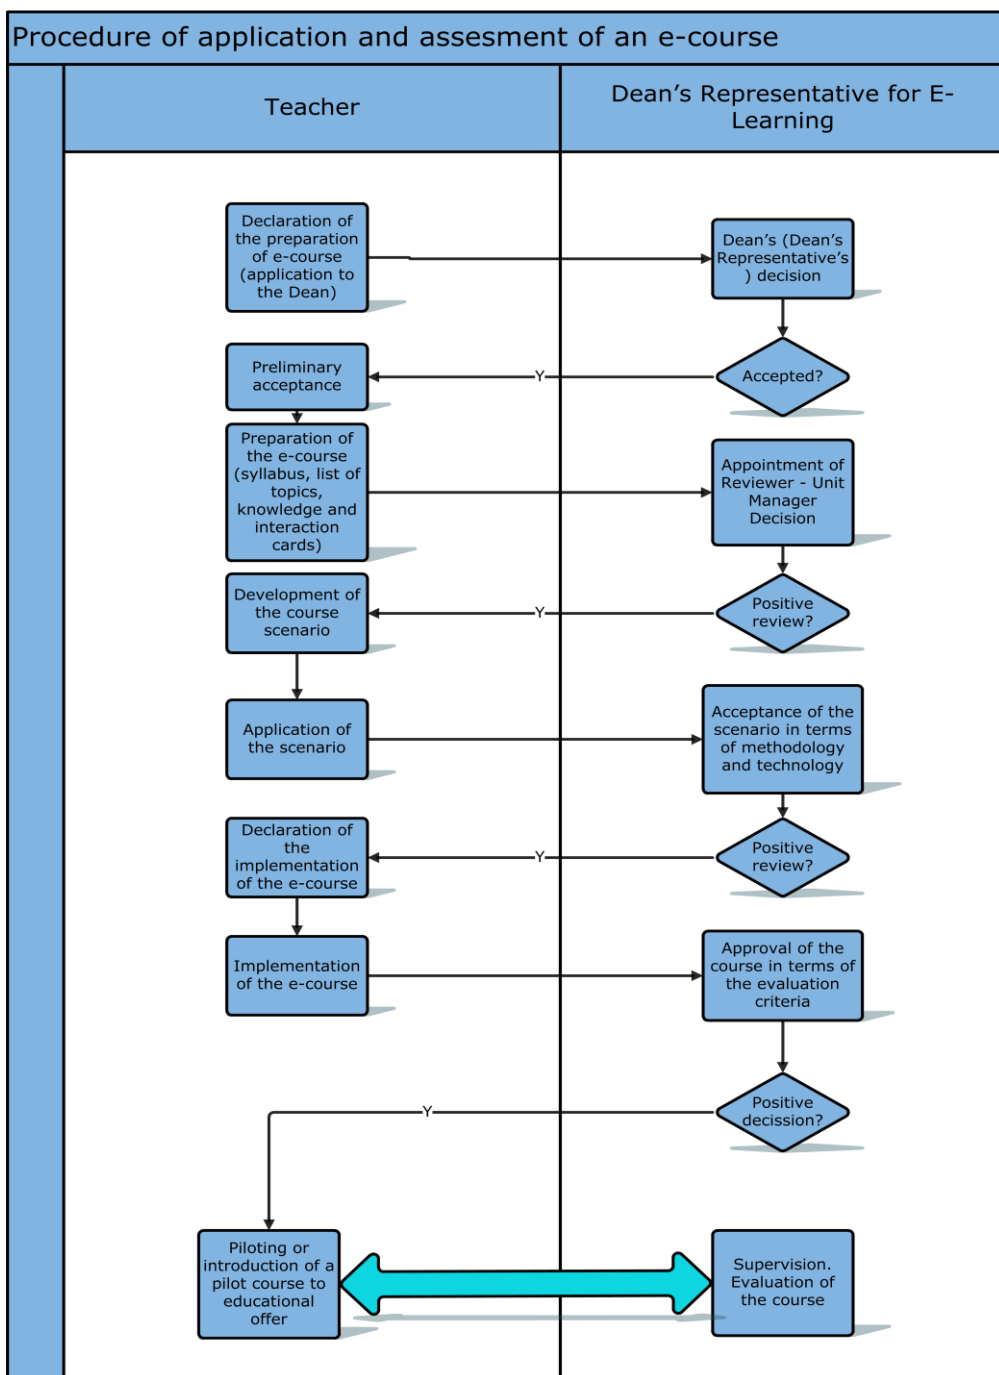 Procedure of application and assesment of an e-course
Teacher
Dean's Representative for E-
Learning
Declaration of
the preparation
of e-course
(application to
the Dean)
Dean's (Dean's
Representative's
) decision
Preliminary
acceptance
Y
Accepted?
Preparation of
the e-course
(syllabus, list of
topics,
knowledge and
interaction
cards)
Appointment of
Reviewer - Unit
Manager
Decision
Development of
the course
scenario
Y
Positive
review?
Application of
the scenario
Acceptance of the
scenario in terms
of methodology
and technology
Declaration of
the
implementation
of the e-course
Y
Positive
review?
Implementation
of the e-course
Approval of the
course in terms of
the evaluation
criteria
Y
Positive
decission?
Piloting or
introduction of a
pilot course to
educational
offer
Supervision.
Evaluation of
the course